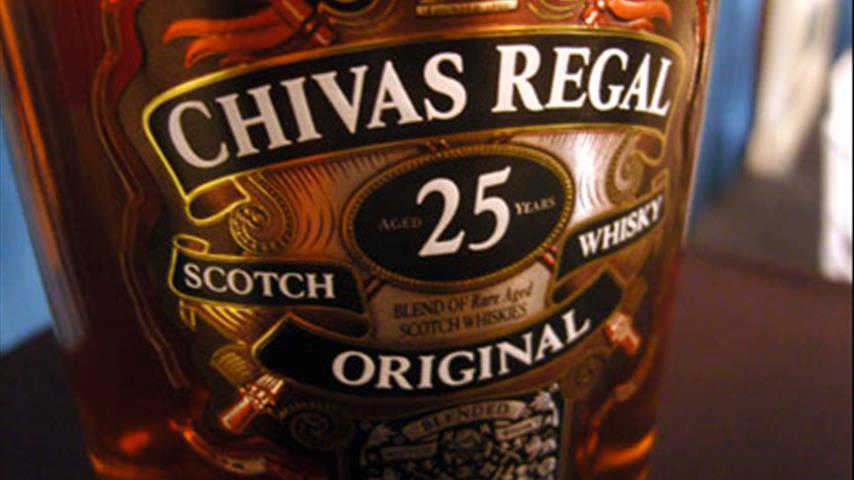 CHIVAS REGAL
AGED 25 YEARS
SCOTCH WHISKY
BLEND OF Rare Aged
SCOTCH WHISKIES
ORIGINAL
BLENDED